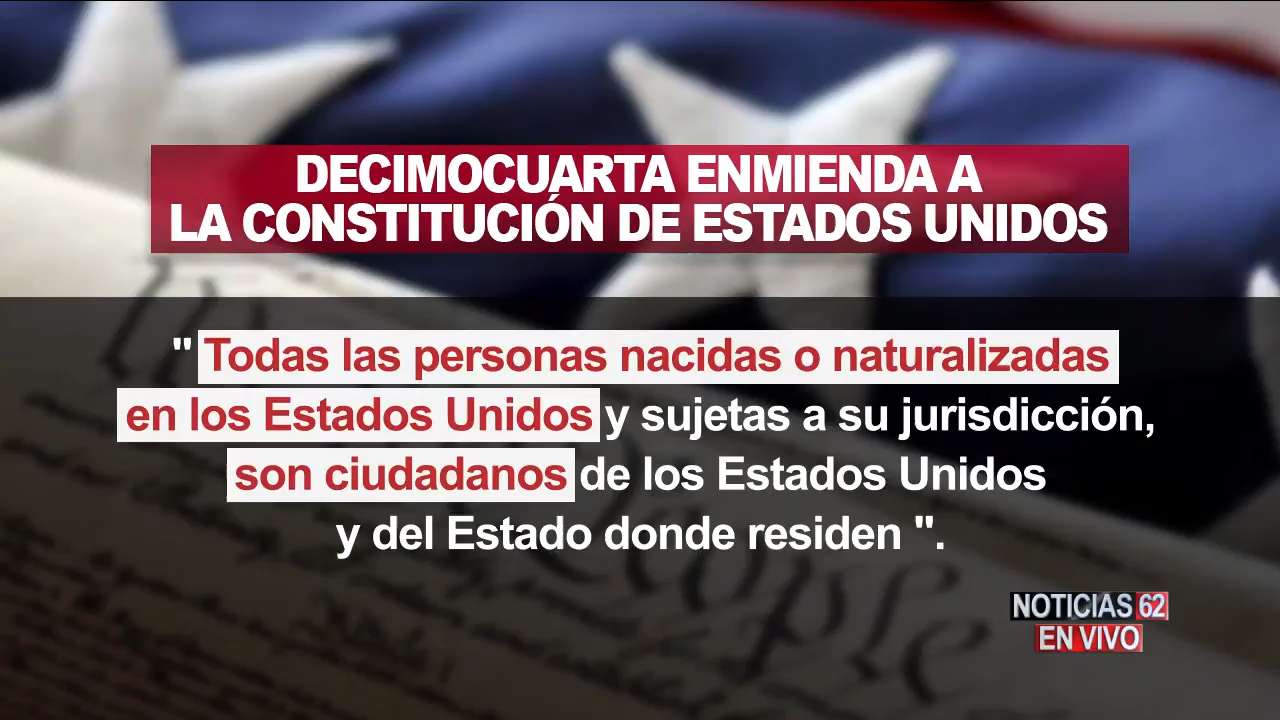 DECIMOCUARTA ENMIENDA A
LA CONSTITUCIÓN DE ESTADOS UNIDOS
" Todas las personas nacidas o naturalizadas
en los Estados Unidos y sujetas a su jurisdicción,
son ciudadanos de los Estados Unidos
y del Estado donde residen ".
NOTICIAS 62
EN VIVO